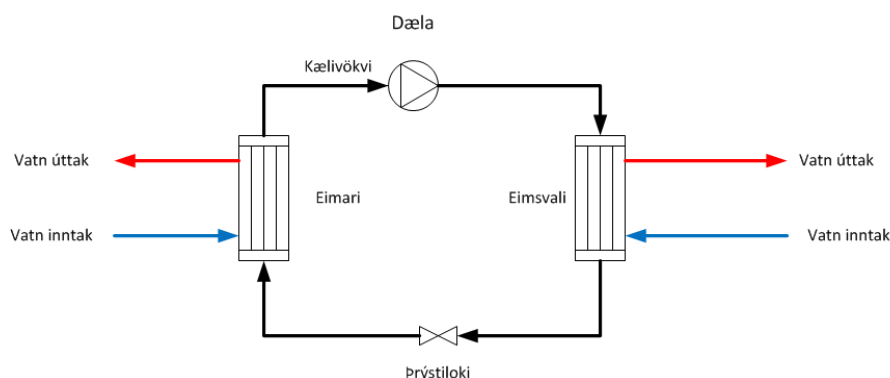 Dæla
Kælivökvi
Vatn úttak
Eimari
Eimsvali
Vatn úttak
Vatn inntak
Vatn inntak
Þrýstiloki